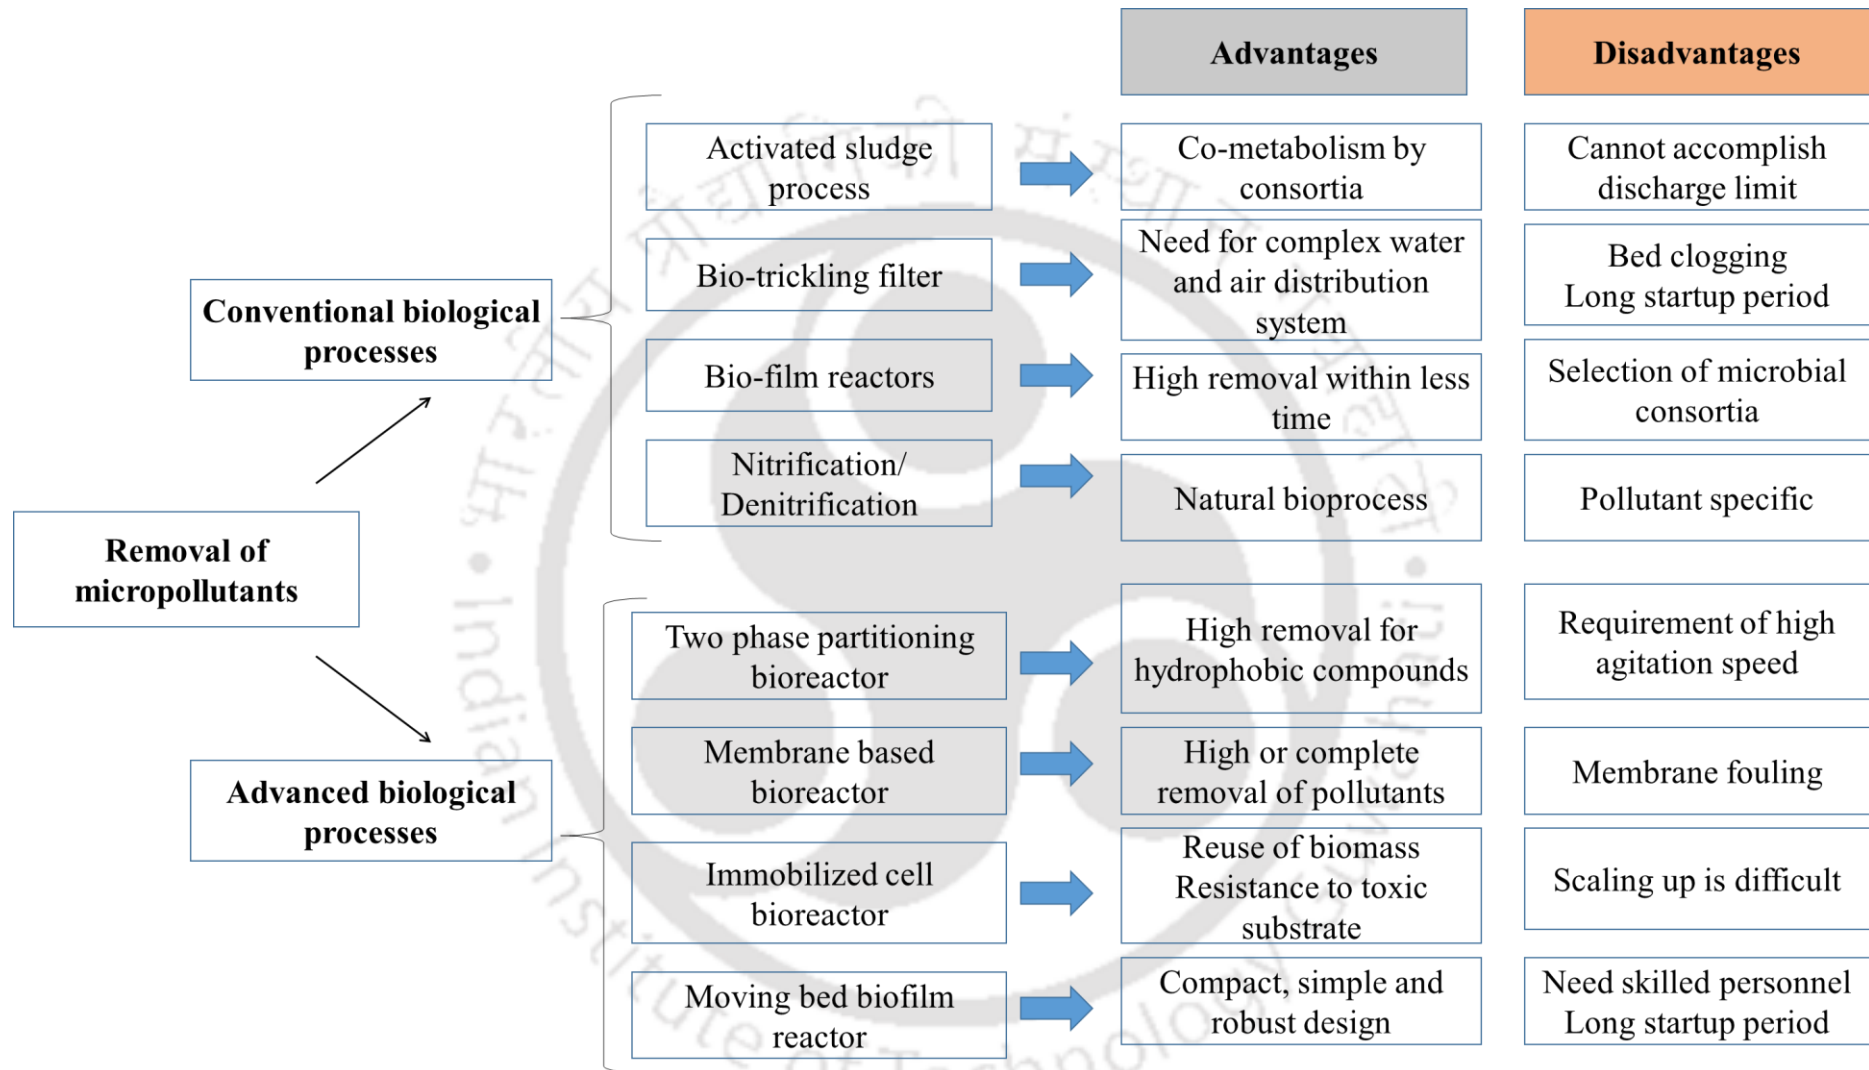 Advantages
Disadvantages
Activated sludge
process
Co-metabolism by
consortia
Cannot accomplish
discharge limit
Bio-trickling filter
Need for complex water
and air distribution
system
Bed clogging
Long startup period
Conventional biological
processes
Bio-film reactors
High removal within less
time
Selection of microbial
consortia
Nitrification/
Denitrification
Natural bioprocess
Pollutant specific
Removal of
micropollutants
Two phase partitioning
bioreactor
High removal for
hydrophobic compounds
Requirement of high
agitation speed
Membrane based
bioreactor
High or complete
removal of pollutants
Membrane fouling
Advanced biological
processes
Immobilized cell
bioreactor
Reuse of biomass
Resistance to toxic
substrate
Scaling up is difficult
Moving bed biofilm
reactor
Compact, simple and
robust design
Need skilled personnel
Long startup period
Indian Institute of Technology